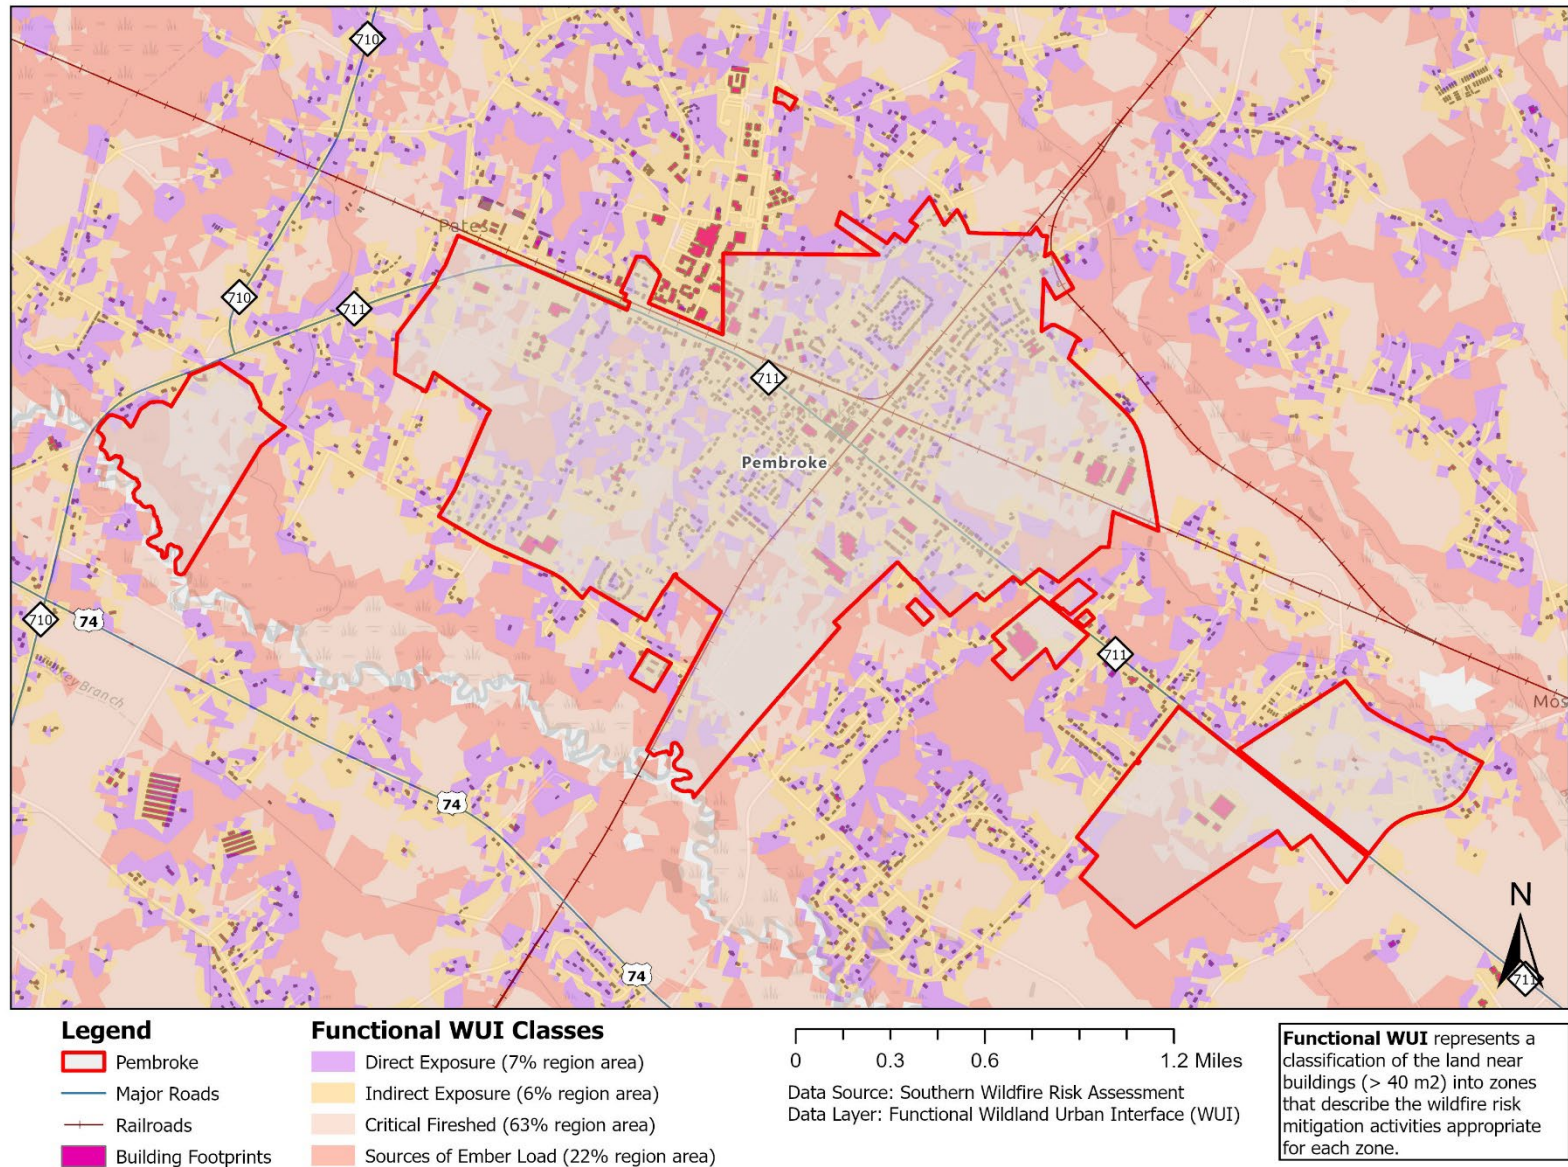 710
Pates
710
711
711
Pembroke
710
74
Branch
711
Mos
74
74
711
N
Legend
Pembroke
Major Roads
Railroads
Building Footprints
Functional WUI Classes
Direct Exposure (7% region area)
Indirect Exposure (6% region area)
Critical Fireshed (63% region area)
Sources of Ember Load (22% region area)
0 0.3 0.6 1.2 Miles
Data Source: Southern Wildfire Risk Assessment
Data Layer: Functional Wildland Urban Interface (WUI)
Functional WUI represents a
classification of the land near
buildings (> 40 m2) into zones
that describe the wildfire risk
mitigation activities appropriate
for each zone.